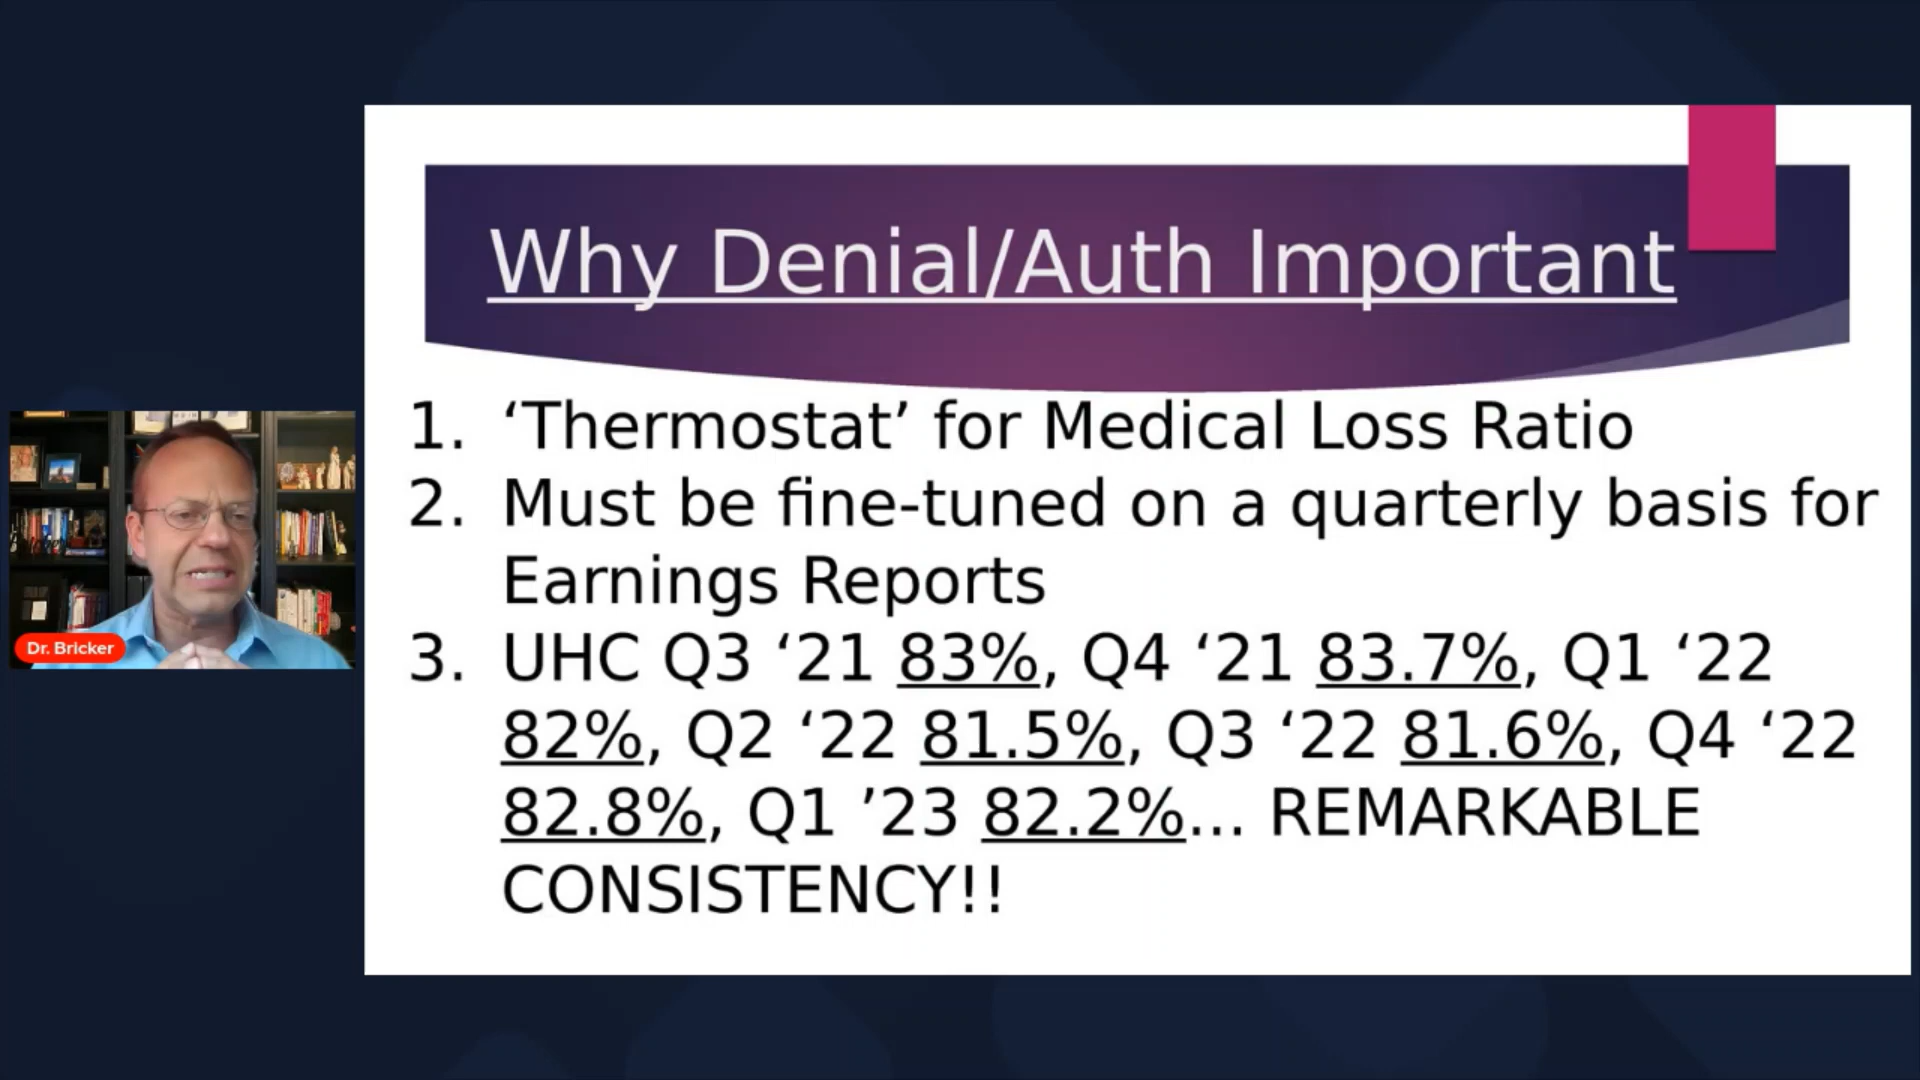 Why Denial/Auth Important
1. ‘Thermostat’ for Medical Loss Ratio
2. Must be fine-tuned on a quarterly basis for
Earnings Reports
3. UHC Q3 ‘21 83%, Q4 ‘21 83.7%, Q1 ‘22
82%, Q2 ‘22 81.5%, Q3 ‘22 81.6%, Q4 ‘22
82.8%, Q1 ’23 82.2%... REMARKABLE
CONSISTENCY!!
Dr. Bricker